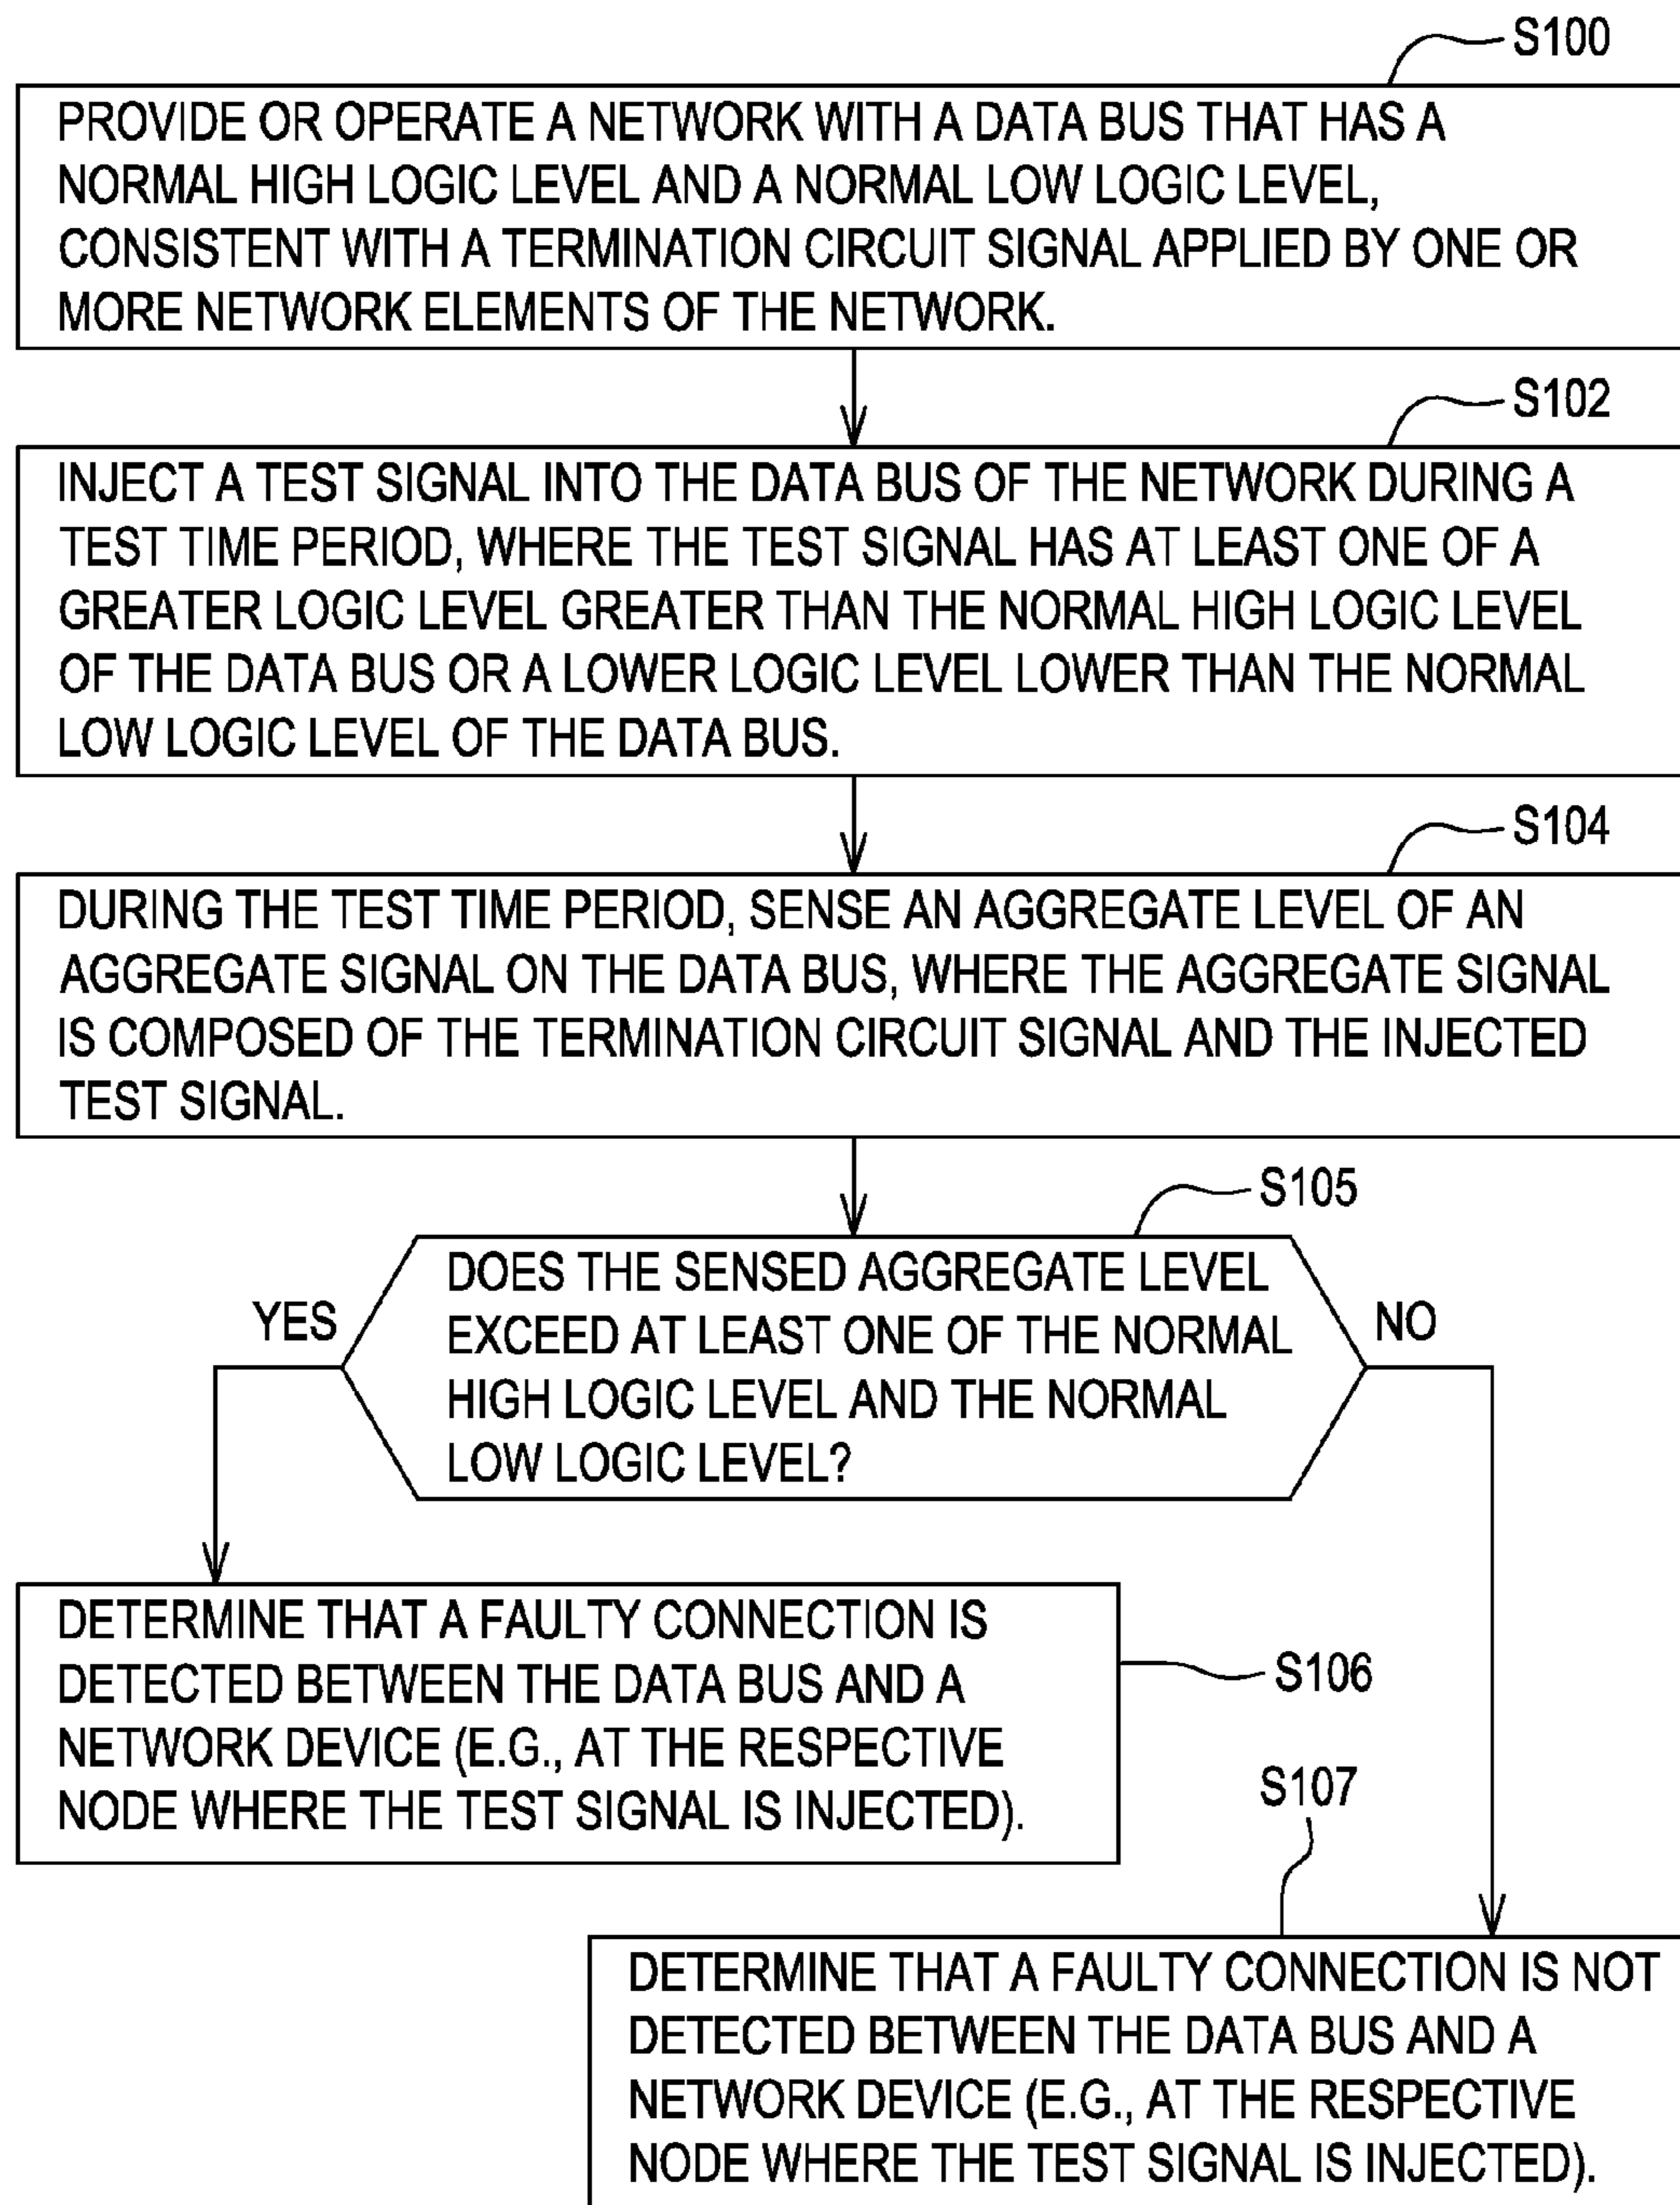 S100
PROVIDE OR OPERATE A NETWORK WITH A DATA BUS THAT HAS A
NORMAL HIGH LOGIC LEVEL AND A NORMAL LOW LOGIC LEVEL,
CONSISTENT WITH A TERMINATION CIRCUIT SIGNAL APPLIED BY ONE OR
MORE NETWORK ELEMENTS OF THE NETWORK.
S102
INJECT A TEST SIGNAL INTO THE DATA BUS OF THE NETWORK DURING A
TEST TIME PERIOD, WHERE THE TEST SIGNAL HAS AT LEAST ONE OF A
GREATER LOGIC LEVEL GREATER THAN THE NORMAL HIGH LOGIC LEVEL
OF THE DATA BUS OR A LOWER LOGIC LEVEL LOWER THAN THE NORMAL
LOW LOGIC LEVEL OF THE DATA BUS.
S104
DURING THE TEST TIME PERIOD, SENSE AN AGGREGATE LEVEL OF AN
AGGREGATE SIGNAL ON THE DATA BUS, WHERE THE AGGREGATE SIGNAL
IS COMPOSED OF THE TERMINATION CIRCUIT SIGNAL AND THE INJECTED
TEST SIGNAL.
S105
DOES THE SENSED AGGREGATE LEVEL
EXCEED AT LEAST ONE OF THE NORMAL
HIGH LOGIC LEVEL AND THE NORMAL
LOW LOGIC LEVEL?
YES
NO
DETERMINE THAT A FAULTY CONNECTION IS
DETECTED BETWEEN THE DATA BUS AND A
NETWORK DEVICE (E.G., AT THE RESPECTIVE
NODE WHERE THE TEST SIGNAL IS INJECTED).
S106
S107
DETERMINE THAT A FAULTY CONNECTION IS NOT
DETECTED BETWEEN THE DATA BUS AND A
NETWORK DEVICE (E.G., AT THE RESPECTIVE
NODE WHERE THE TEST SIGNAL IS INJECTED).